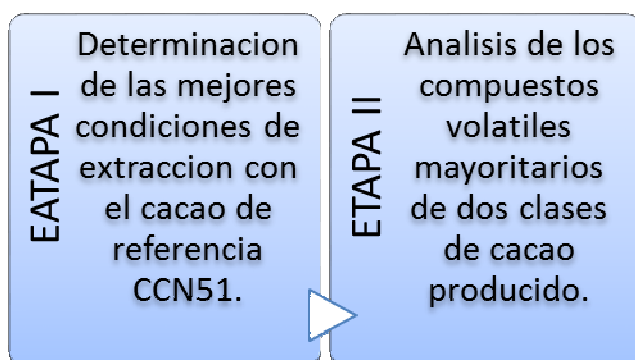 EATAPA I
Determinacion
de las mejores
condiciones de
extraccion con
el cacao de
referencia
CCN51.
ETAPA II
Analisis de los
compuestos
volatiles
mayoritarios
de dos clases
de cacao
producido.